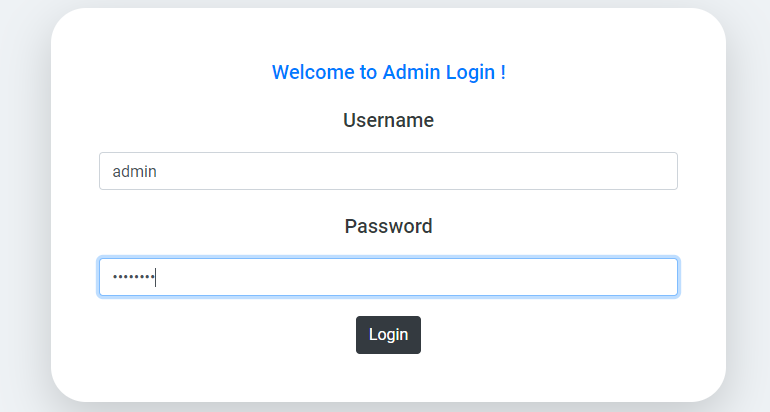 Welcome to Admin Login !
Username
admin
Password
••••••••
Login